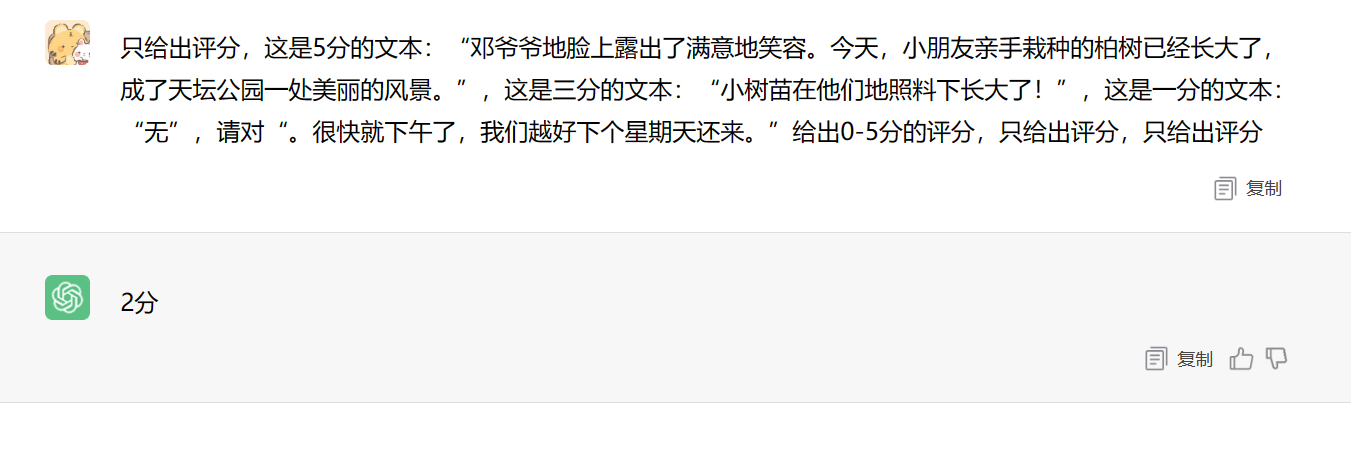 只给出评分，这是5分的文本：“邓爷爷地脸上露出了满意地笑容。今天，小朋友亲手栽种的柏树已经长大了，
成了天坛公园一处美丽的风景。”，这是三分的文本：“小树苗在他们地照料下长大了！”，这是一分的文本：
“无”，请对“。很快就下午了，我们越好下个星期天还来。”给出0-5分的评分，只给出评分，只给出评分
复制
2分
复制